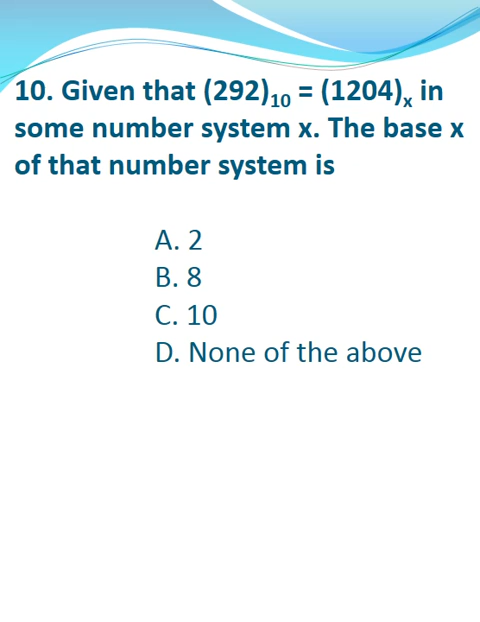 10. Given that (292)₁₀ = (1204)ₓ in
some number system x. The base x
of that number system is
A. 2
B. 8
C. 10
D. None of the above